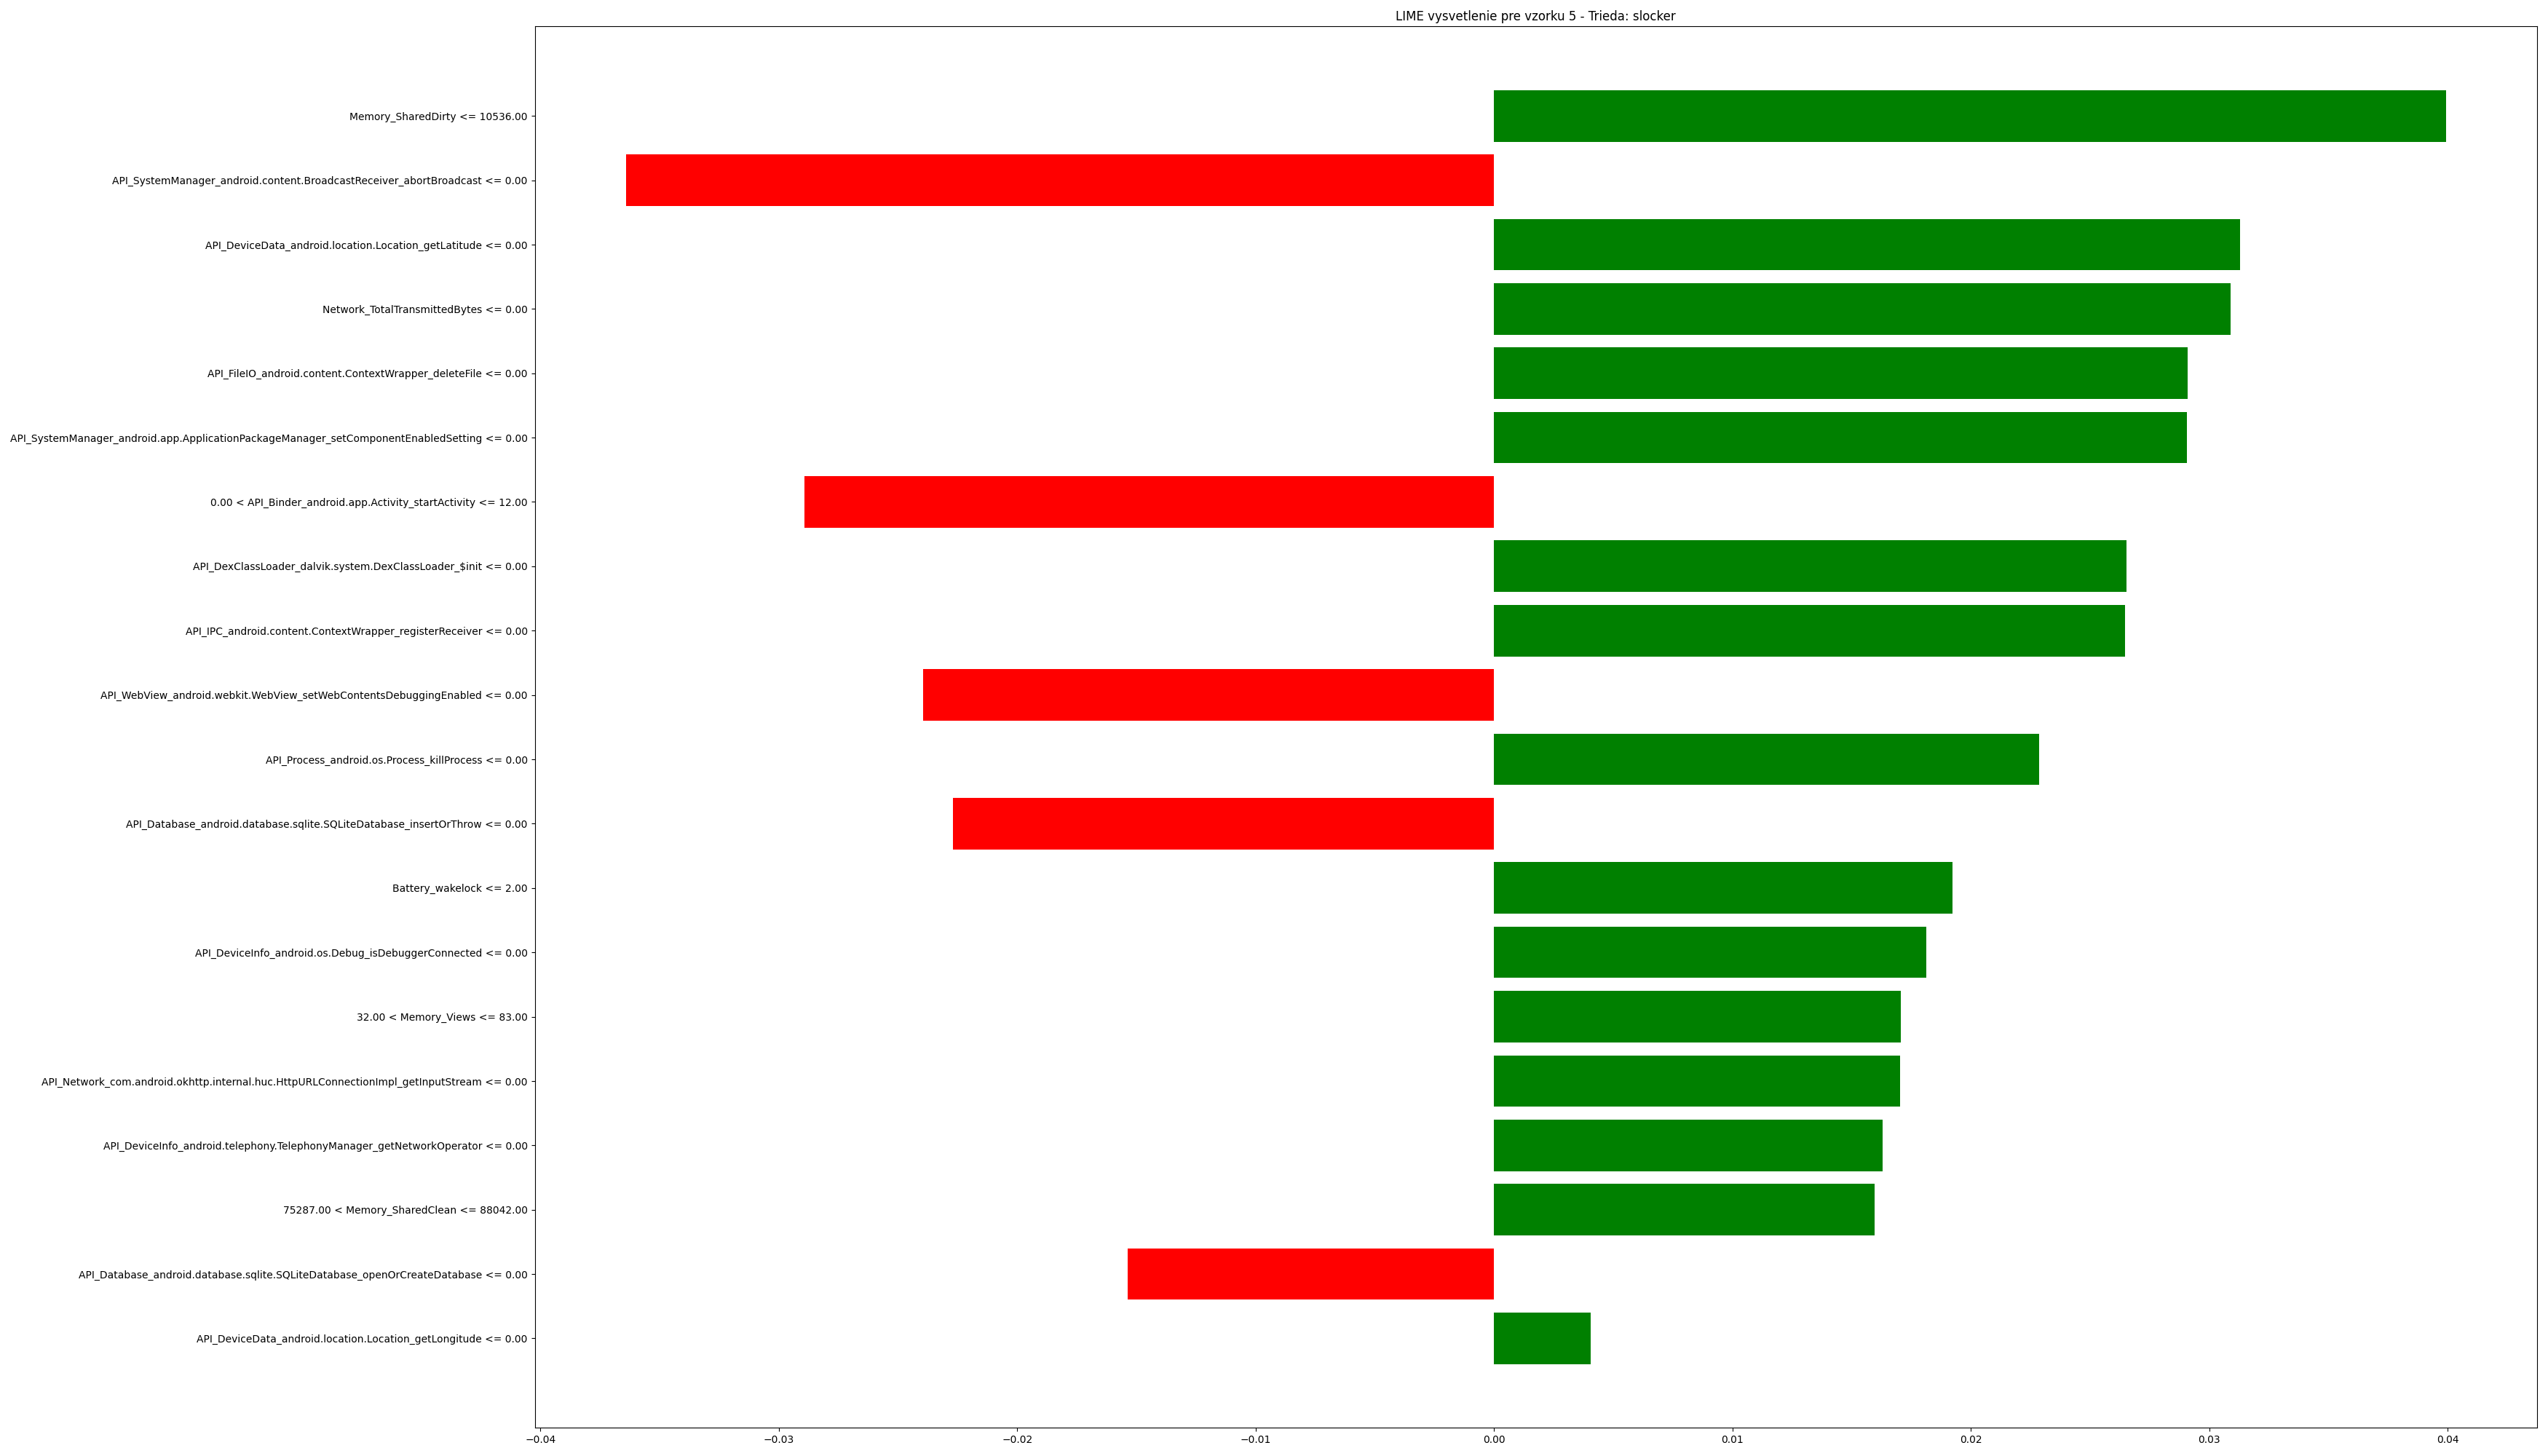 LIME vysvetlenie pre vzorku 5 - Trieda: slocker
Memory_SharedDirty <= 10536.00
API_SystemManager_android.content.BroadcastReceiver_abortBroadcast <= 0.00
API_DeviceData_android.location.Location_getLatitude <= 0.00
Network_TotalTransmittedBytes <= 0.00
API_FileIO_android.content.ContextWrapper_deleteFile <= 0.00
API_SystemManager_android.app.ApplicationPackageManager_setComponentEnabledSetting <= 0.00
0.00 < API_Binder_android.app.Activity_startActivity <= 12.00
API_DexClassLoader_dalvik.system.DexClassLoader_$init <= 0.00
API_IPC_android.content.ContextWrapper_registerReceiver <= 0.00
API_WebView_android.webkit.WebView_setWebContentsDebuggingEnabled <= 0.00
API_Process_android.os.Process_killProcess <= 0.00
API_Database_android.database.sqlite.SQLiteDatabase_insertOrThrow <= 0.00
Battery_wakelock <= 2.00
API_DeviceInfo_android.os.Debug_isDebuggerConnected <= 0.00
32.00 < Memory_Views <= 83.00
API_Network_com.android.okhttp.internal.huc.HttpURLConnectionImpl_getInputStream <= 0.00
API_DeviceInfo_android.telephony.TelephonyManager_getNetworkOperator <= 0.00
75287.00 < Memory_SharedClean <= 88042.00
API_Database_android.database.sqlite.SQLiteDatabase_openOrCreateDatabase <= 0.00
API_DeviceData_android.location.Location_getLongitude <= 0.00
−0.04 −0.03 −0.02 −0.01 0.00 0.01 0.02 0.03 0.04